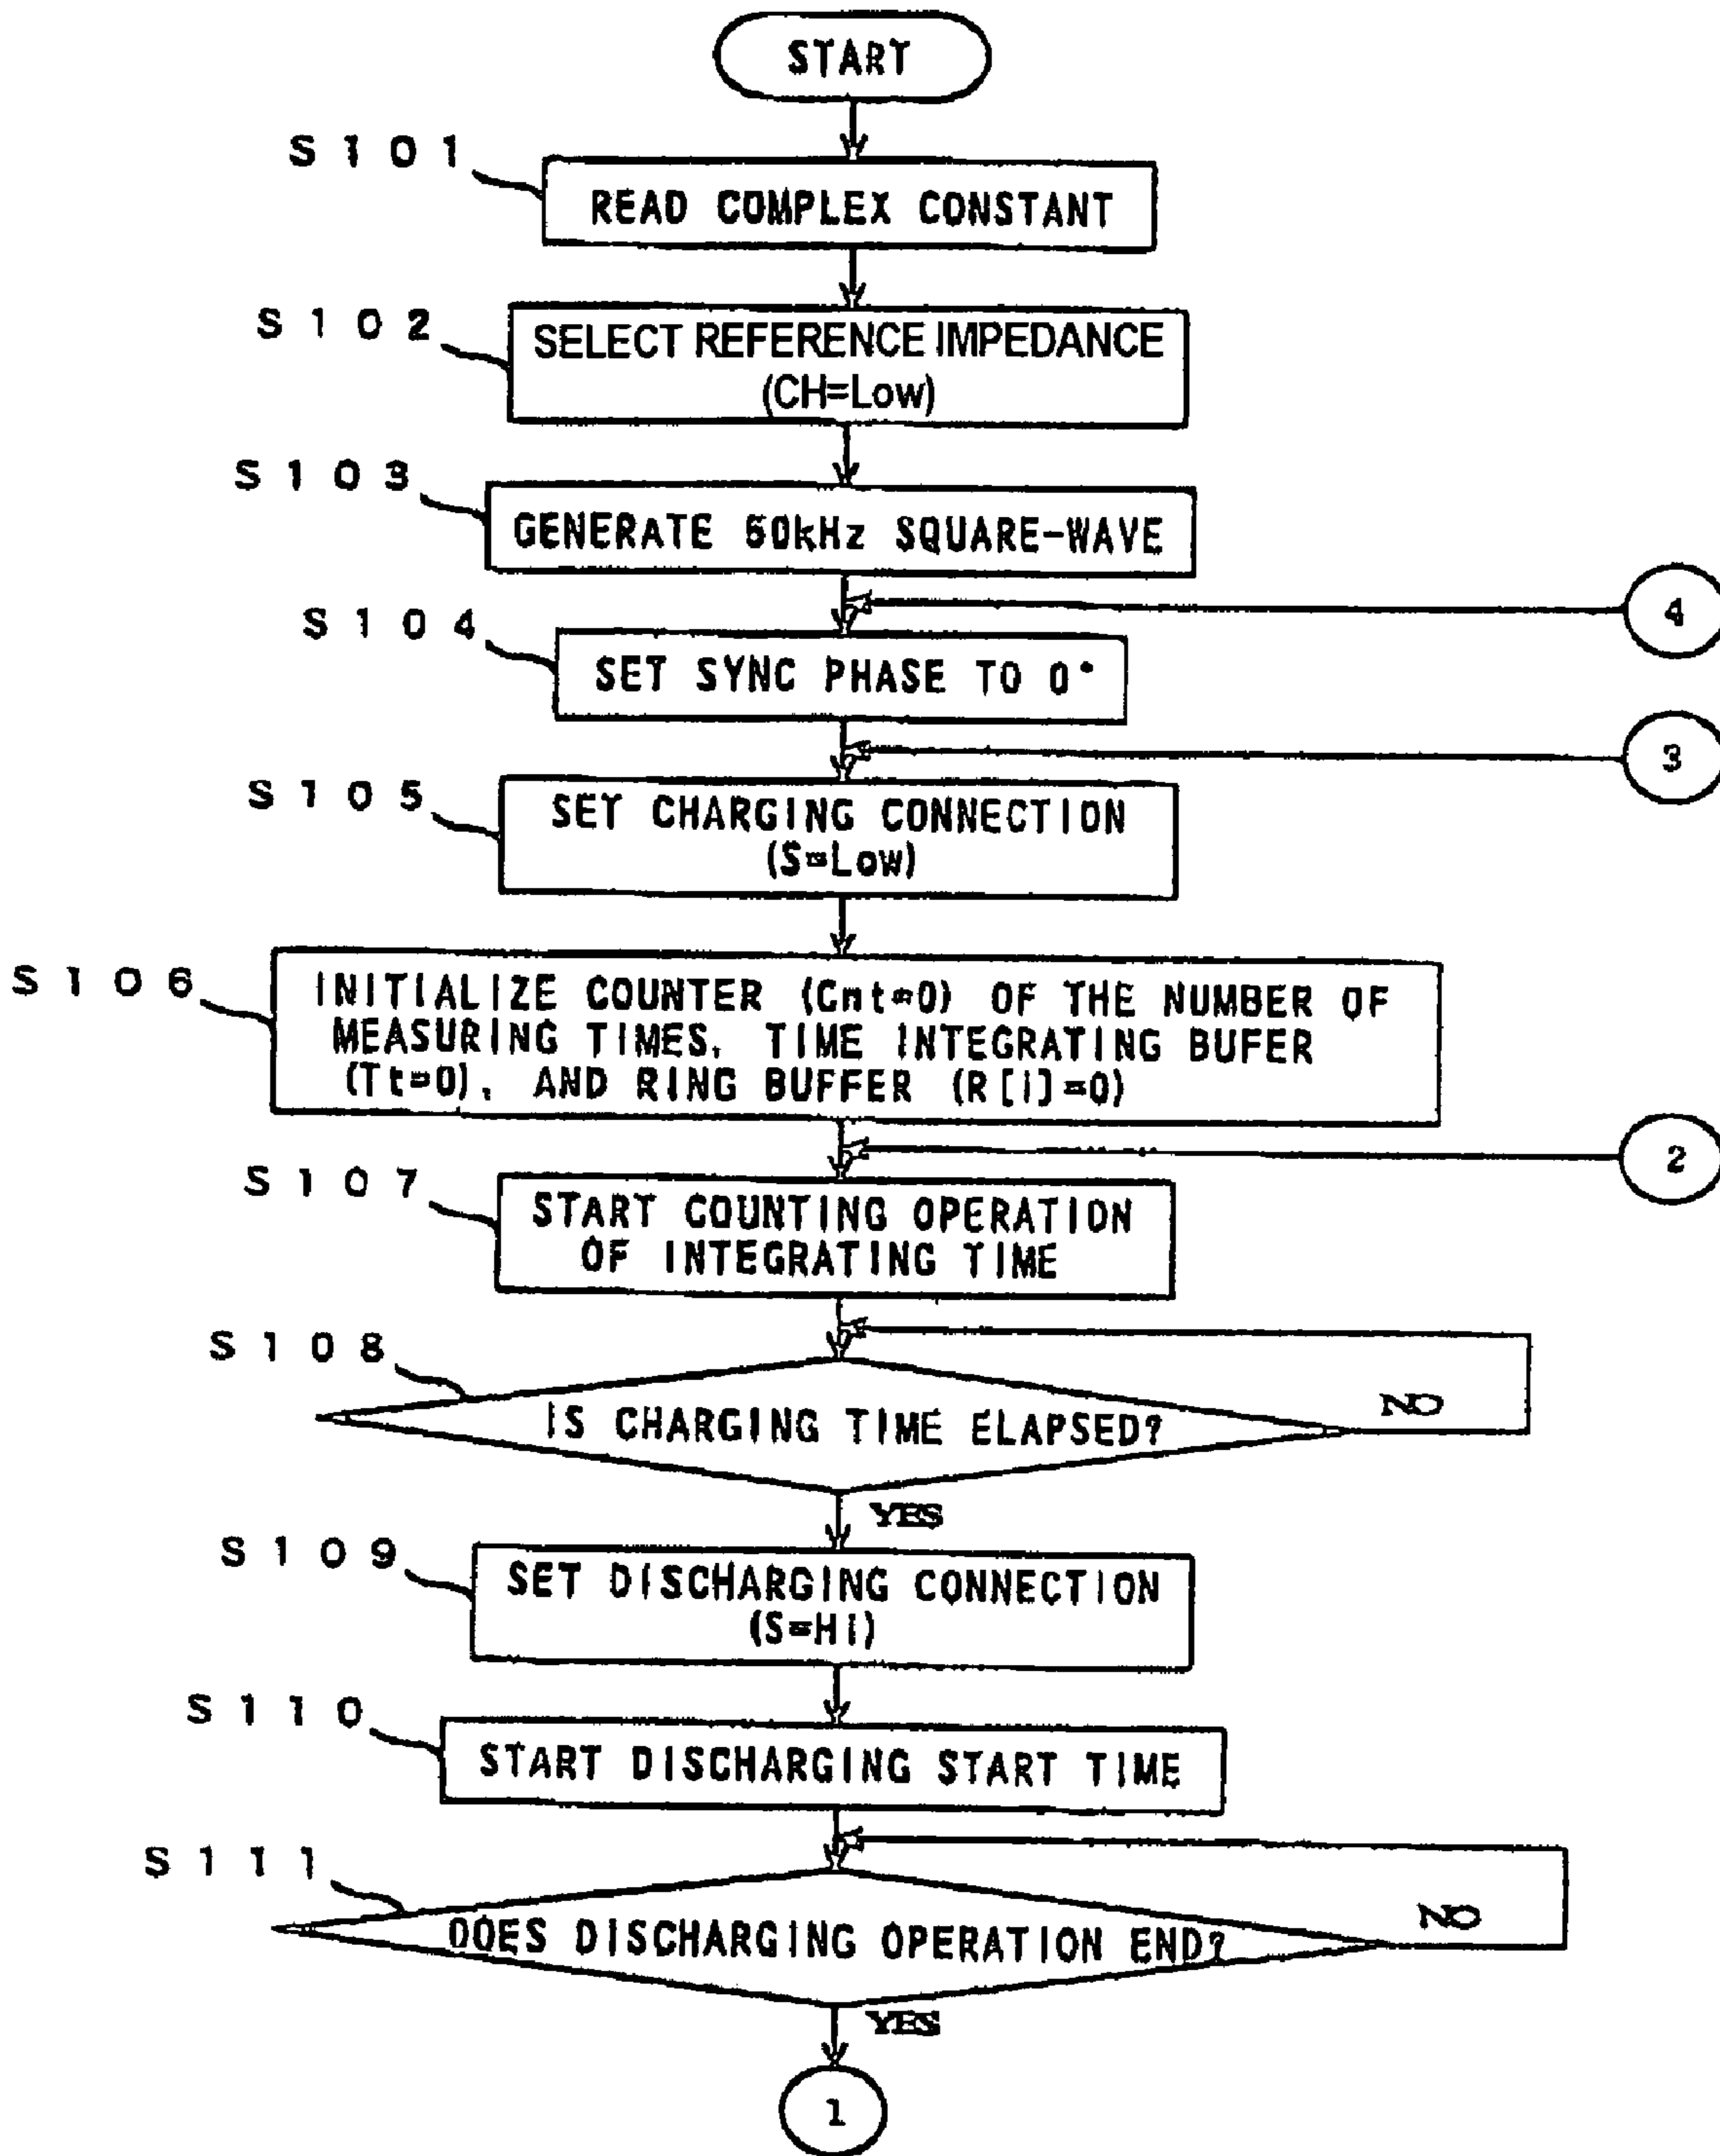 START
S101
READ COMPLEX CONSTANT
S102
SELECT REFERENCE IMPEDANCE
(CH=Low)
S103
GENERATE 50kHz SQUARE-WAVE
4
S104
SET SYNC PHASE TO 0°
3
S105
SET CHARGING CONNECTION
(S=Low)
S106
INITIALIZE COUNTER (Cnt=0) OF THE NUMBER OF
MEASURING TIMES, TIME INTEGRATING BUFER
(Tt=0), AND RING BUFFER (R[i]=0)
2
S107
START COUNTING OPERATION
OF INTEGRATING TIME
S108
IS CHARGING TIME ELAPSED?
NO
YES
S109
SET DISCHARGING CONNECTION
(S=Hi)
S110
START DISCHARGING START TIME
S111
DOES DISCHARGING OPERATION END?
NO
YES
1